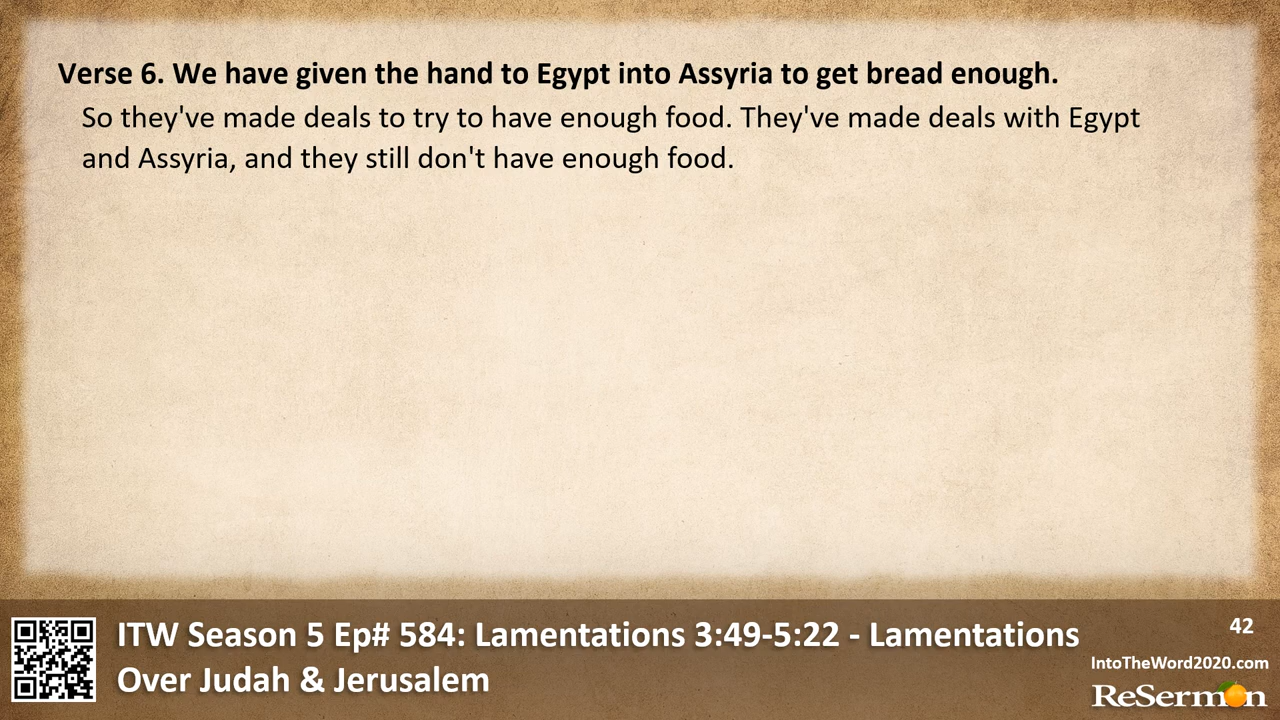 Verse 6. We have given the hand to Egypt into Assyria to get bread enough.
So they've made deals to try to have enough food. They've made deals with Egypt
and Assyria, and they still don't have enough food.
ITW Season 5 Ep# 584: Lamentations 3:49-5:22 - Lamentations
Over Judah & Jerusalem
42
IntoTheWord2020.com
ReSermon